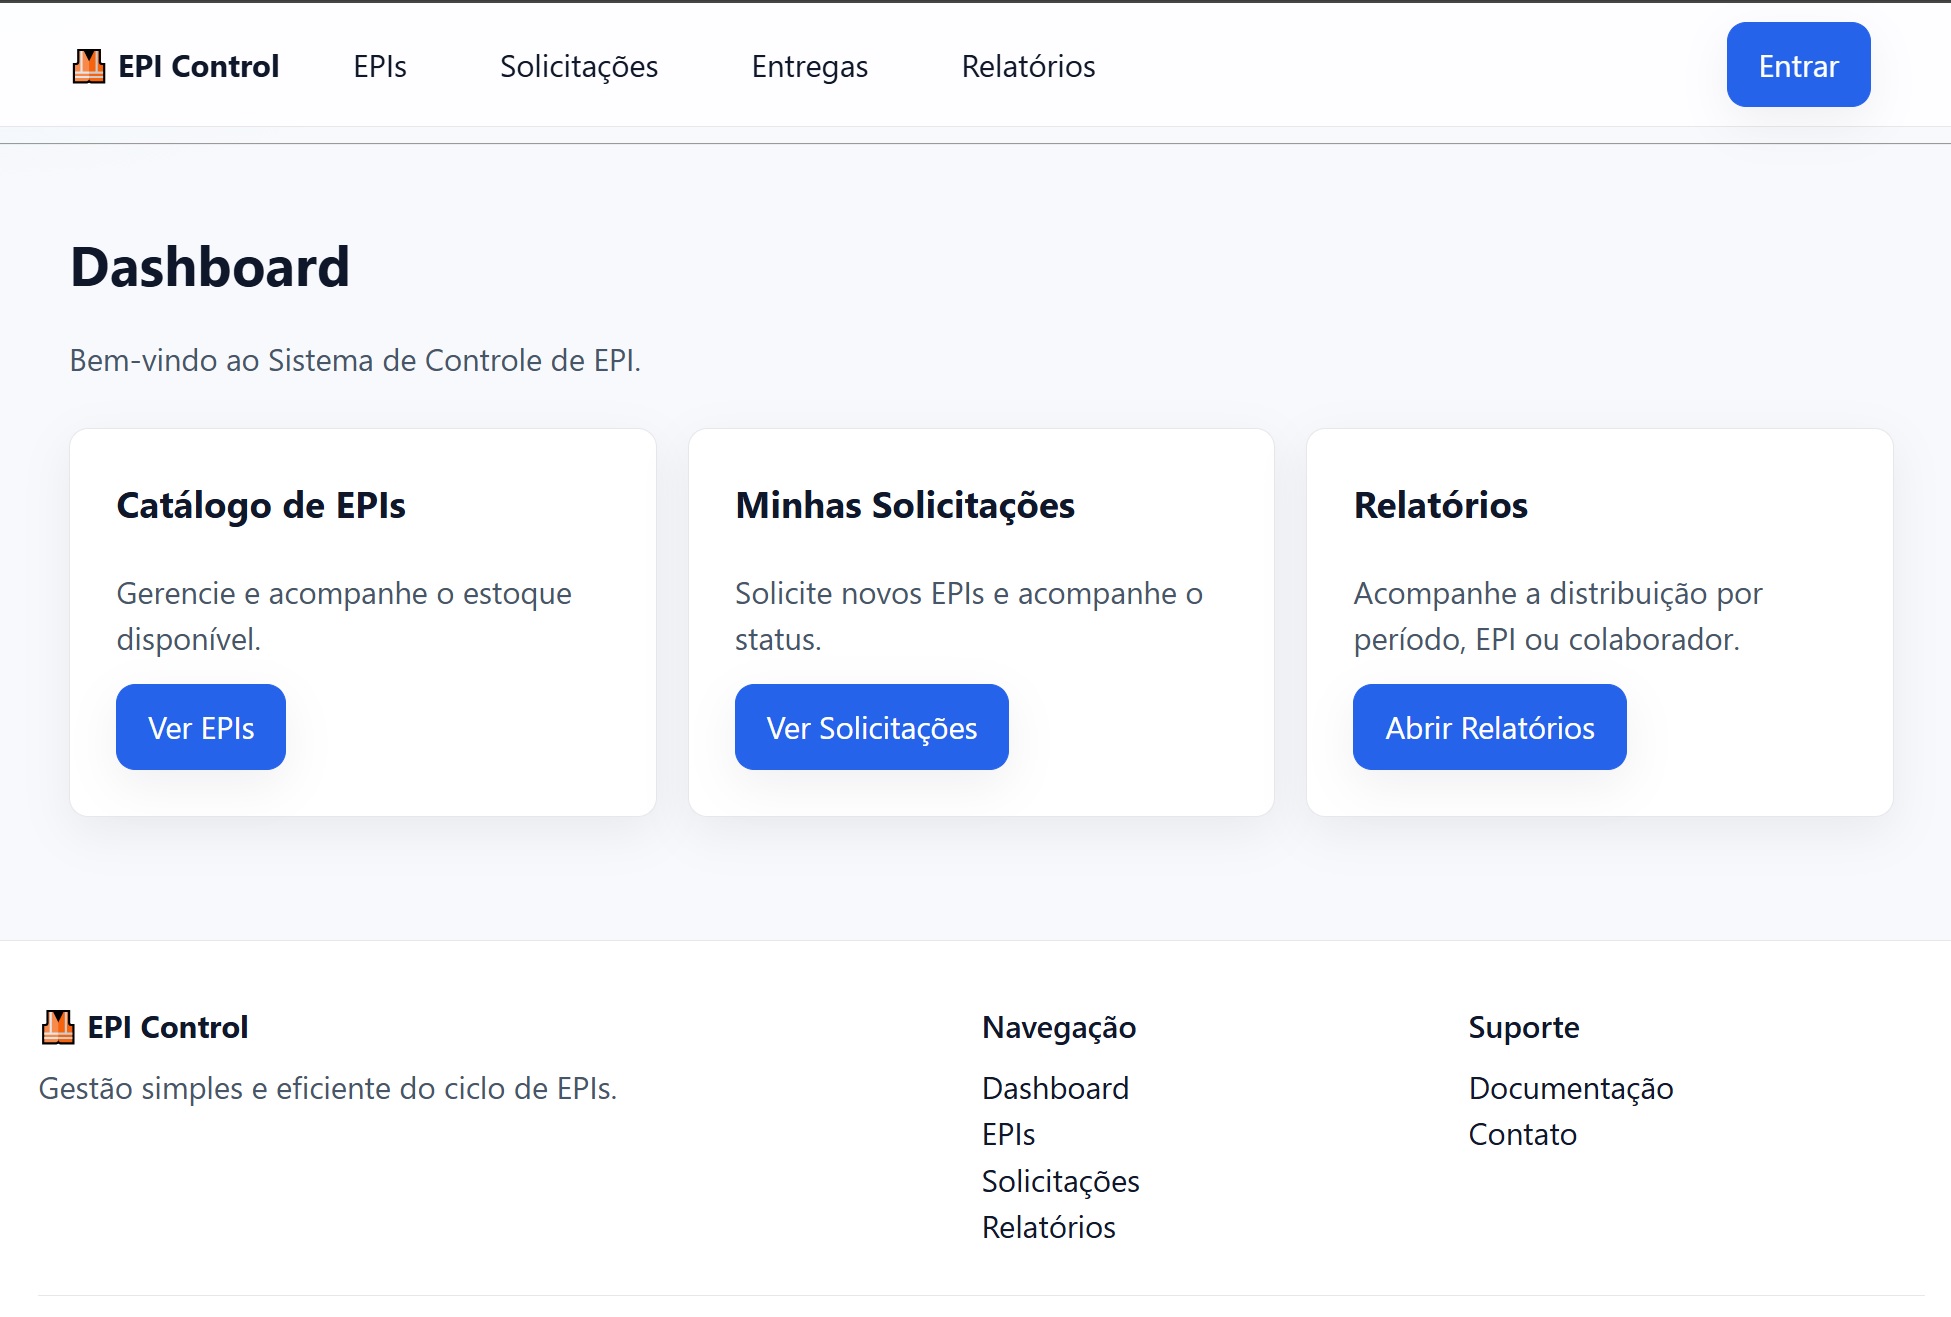 EPI Control
EPIs
Solicitações
Entregas
Relatórios
Entrar
Dashboard
Bem-vindo ao Sistema de Controle de EPI.
Catálogo de EPIs
Gerencie e acompanhe o estoque
disponível.
Ver EPIs
Minhas Solicitações
Solicite novos EPIs e acompanhe o
status.
Ver Solicitações
Relatórios
Acompanhe a distribuição por
período, EPI ou colaborador.
Abrir Relatórios
EPI Control
Gestão simples e eficiente do ciclo de EPIs.
Navegação
Dashboard
EPIs
Solicitações
Relatórios
Suporte
Documentação
Contato